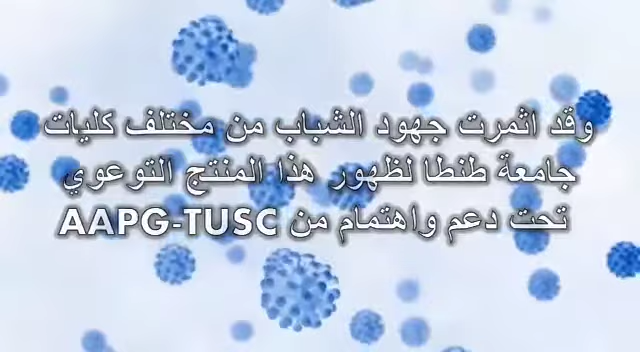 وقد اثمرت جهود الشباب من مختلف كليات
جامعة طنطا لظهور هذا المنتج التوعوي
تحت دعم واهتمام من AAPG-TUSC